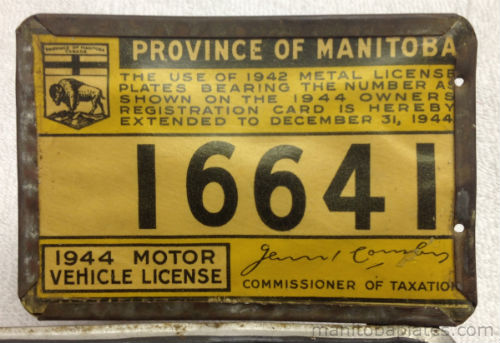 PROVINCE OF MANITOBA
CANADA
PROVINCE OF MANITOBA
THE USE OF 1942 METAL LICENSE
PLATES BEARING THE NUMBER AS
SHOWN ON THE 1944 OWNERS
REGISTRATION CARD IS HEREBY
EXTENDED TO DECEMBER 31, 1944
16641
1944 MOTOR
VEHICLE LICENSE
COMMISSIONER OF TAXATION
manitobaplates.com